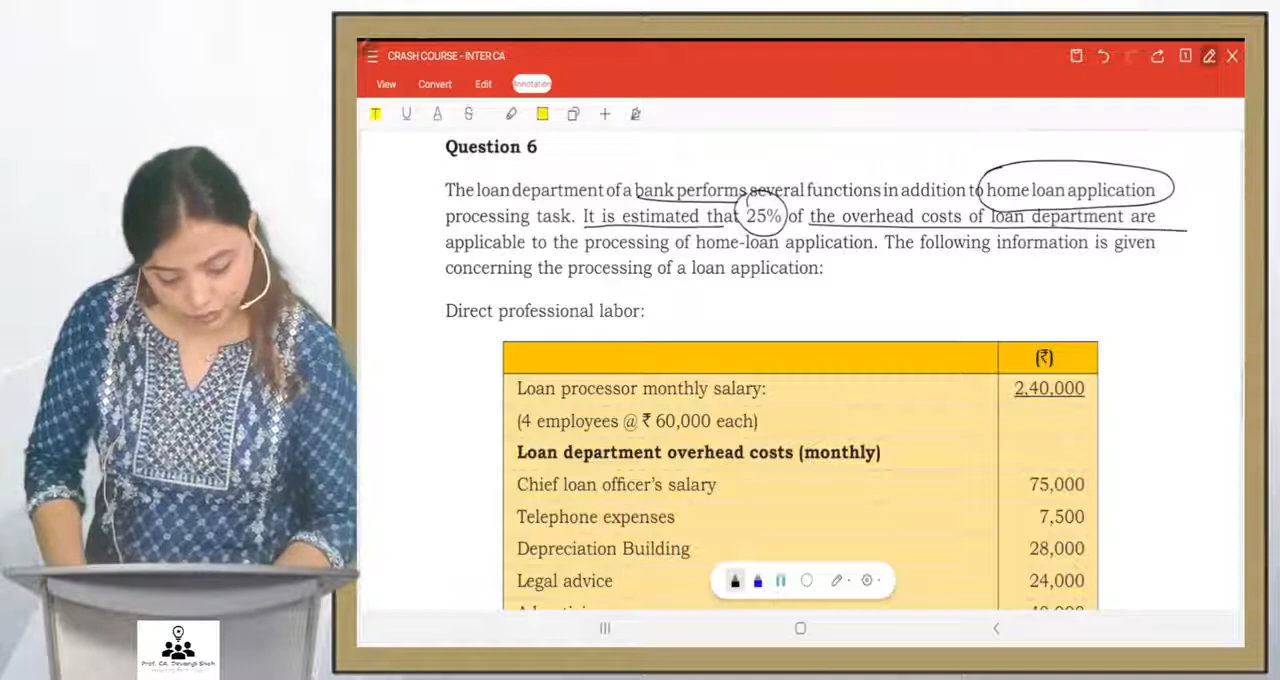 CRASH COURSE - INTER CA
View Convert Edit Annotation
Question 6
The loan department of a bank performs several functions in addition to home loan application
processing task. It is estimated that 25% of the overhead costs of loan department are
applicable to the processing of home-loan application. The following information is given
concerning the processing of a loan application:
Direct professional labor:
(₹)
Loan processor monthly salary: 2,40,000
(4 employees @ ₹ 60,000 each)
Loan department overhead costs (monthly)
Chief loan officer's salary 75,000
Telephone expenses 7,500
Depreciation Building 28,000
Legal advice 24,000
Prof. CA. Devangi Shah